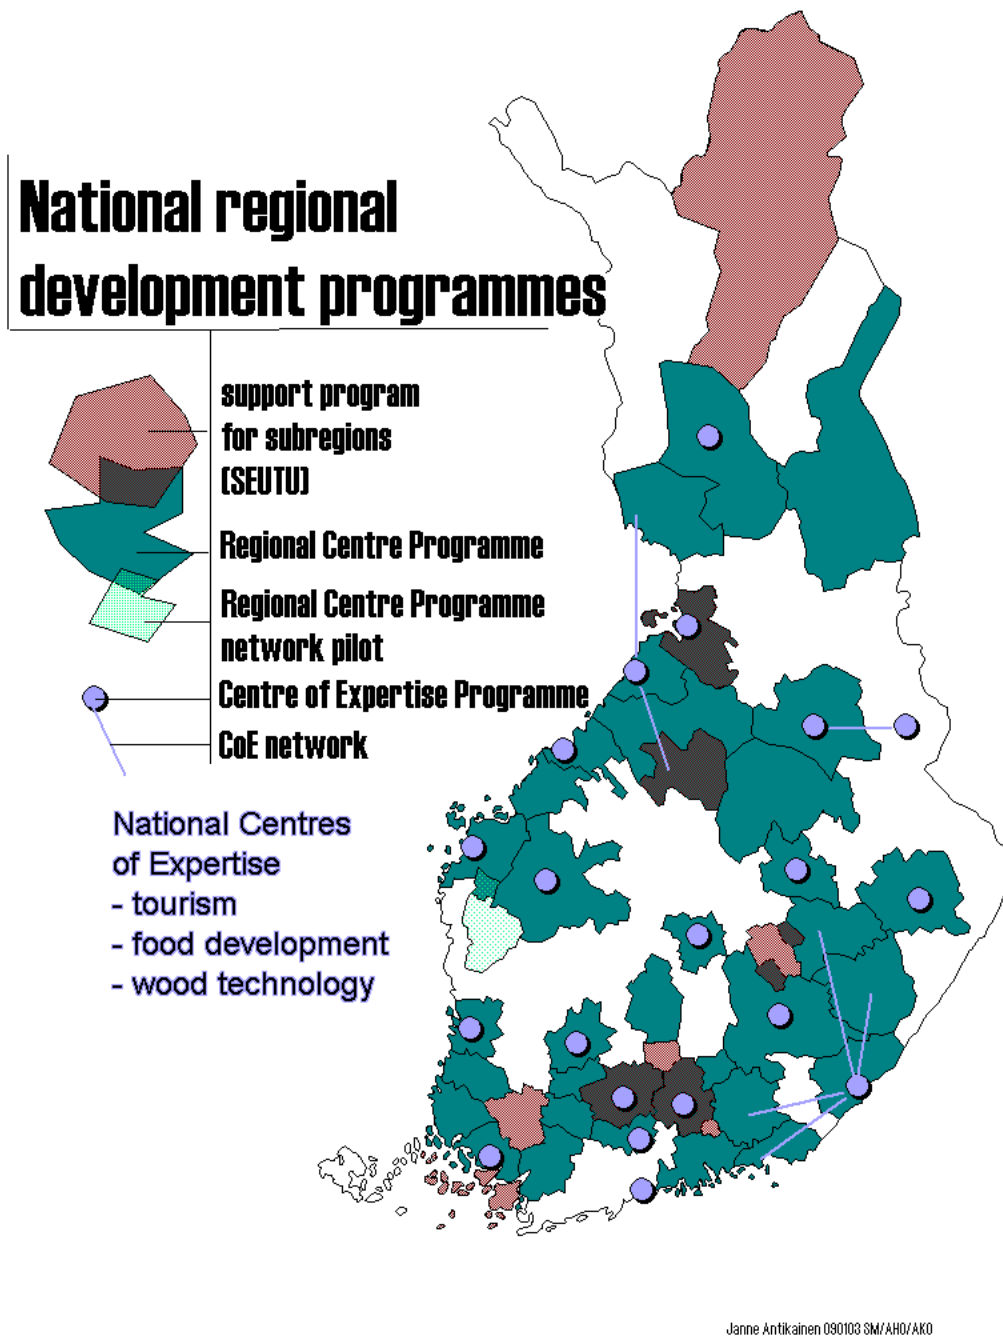 National regional
development programmes
support program
for subregions
(SEUTU)
Regional Centre Programme
Regional Centre Programme
network pilot
Centre of Expertise Programme
CoE network
National Centres
of Expertise
- tourism
- food development
- wood technology
Janne Antikainen 090103 SM/AHO/AKO